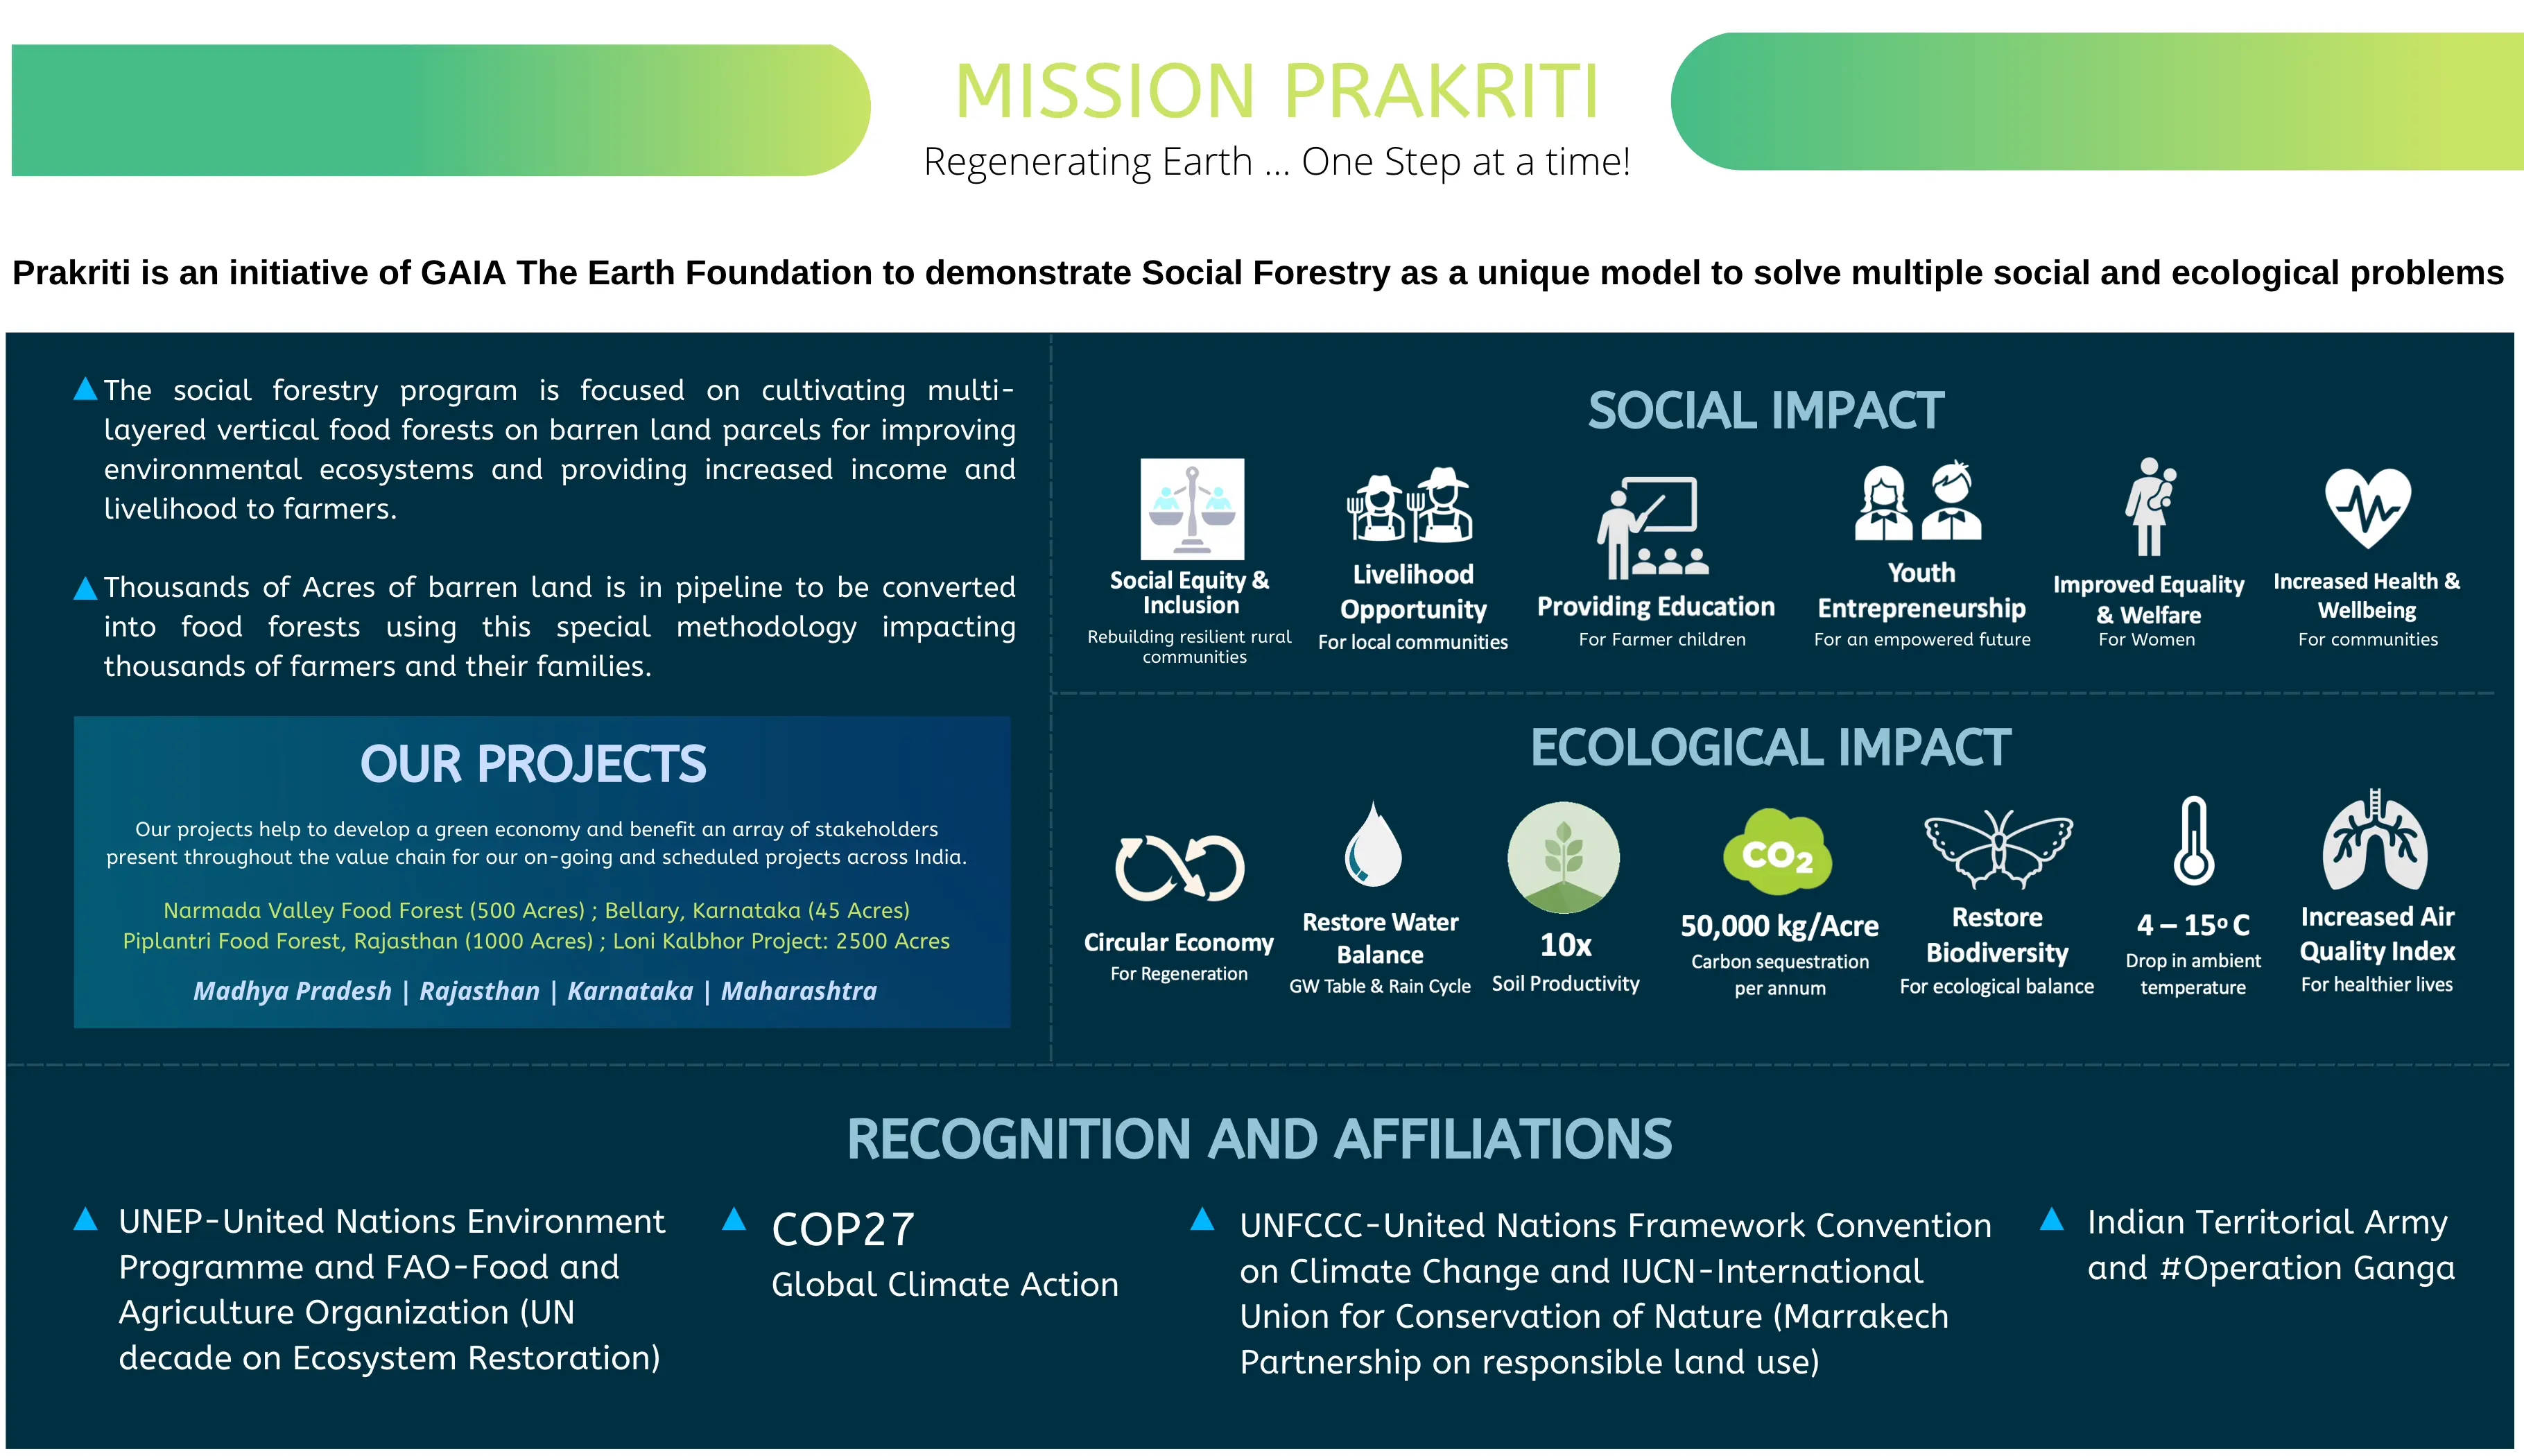 MISSION PRAKRITI
Regenerating Earth ... One Step at a time!
Prakriti is an initiative of GAIA The Earth Foundation to demonstrate Social Forestry as a unique model to solve multiple social and ecological problems
The social forestry program is focused on cultivating multi-
layered vertical food forests on barren land parcels for improving
environmental ecosystems and providing increased income and
livelihood to farmers.
Thousands of Acres of barren land is in pipeline to be converted
into food forests using this special methodology impacting
thousands of farmers and their families.
OUR PROJECTS
Our projects help to develop a green economy and benefit an array of stakeholders
present throughout the value chain for our on-going and scheduled projects across India.
Narmada Valley Food Forest (500 Acres) ; Bellary, Karnataka (45 Acres)
Piplantri Food Forest, Rajasthan (1000 Acres) ; Loni Kalbhor Project: 2500 Acres
Madhya Pradesh | Rajasthan | Karnataka | Maharashtra
SOCIAL IMPACT
Social Equity &
Inclusion
Rebuilding resilient rural
communities
Livelihood
Opportunity
For local communities
Providing Education
For Farmer children
Youth
Entrepreneurship
For an empowered future
Improved Equality
& Welfare
For Women
Increased Health &
Wellbeing
For communities
ECOLOGICAL IMPACT
Circular Economy
For Regeneration
Restore Water
Balance
GW Table & Rain Cycle
10x
Soil Productivity
CO2
50,000 kg/Acre
Carbon sequestration
per annum
Restore
Biodiversity
For ecological balance
4 – 15º C
Drop in ambient
temperature
Increased Air
Quality Index
For healthier lives
RECOGNITION AND AFFILIATIONS
UNEP-United Nations Environment
Programme and FAO-Food and
Agriculture Organization (UN
decade on Ecosystem Restoration)
COP27
Global Climate Action
UNFCCC-United Nations Framework Convention
on Climate Change and IUCN-International
Union for Conservation of Nature (Marrakech
Partnership on responsible land use)
Indian Territorial Army
and #Operation Ganga